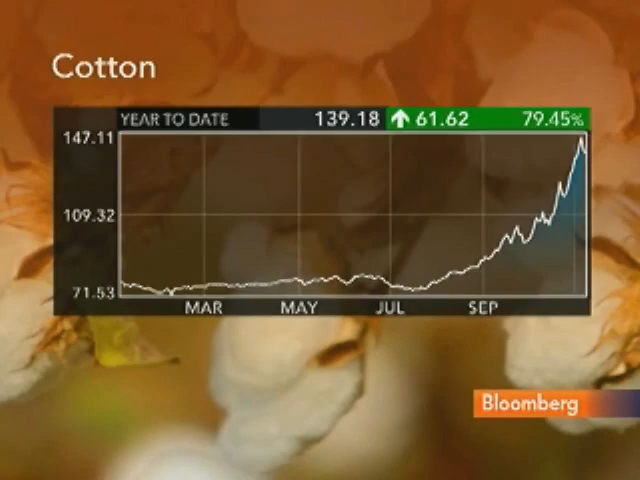 Cotton
YEAR TO DATE 139.18 61.62 79.45%
147.11
109.32
71.53
MAR MAY JUL SEP
Bloomberg